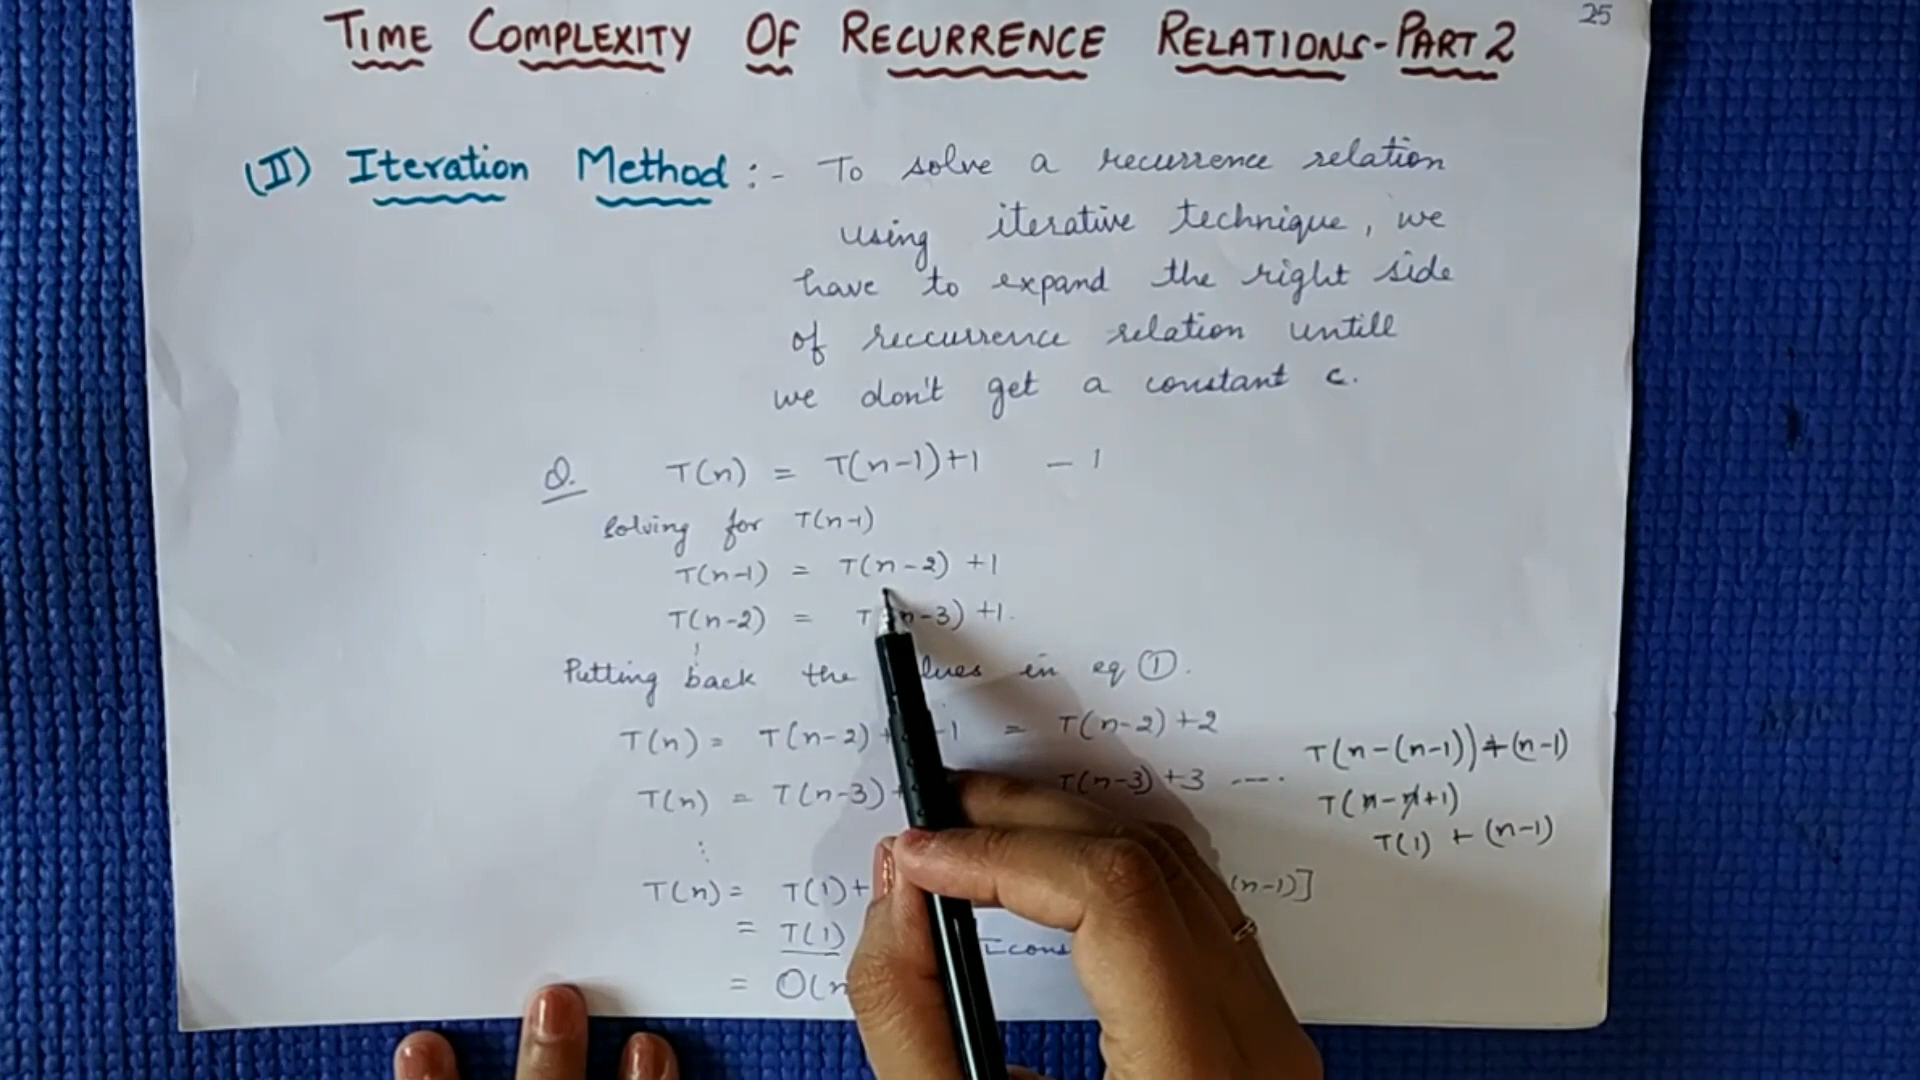 25
TIME COMPLEXITY OF RECURRENCE RELATIONS-PART 2
(II) Iteration Method :- To solve a recurrence relation
using iterative technique, we
have to expand the right side
of reccurrence relation untill
we don't get a constant c.
Q. T(n) = T(n-1)+1 - 1
Solving for T(n-1)
T(n-1) = T(n-2) +1
T(n-2) = T n-3) +1.
Putting back the lues in eq ①.
T(n) = T(n-2)+ 1 = T(n-2)+2
T(n) = T(n-3)+ T(n-3)+3 ----.
T(n-(n-1))+(n-1)
T(n-n+1)
T(1) + (n-1)
T(n) = T(1)+ (n-1)]
= T(1)
= O(n